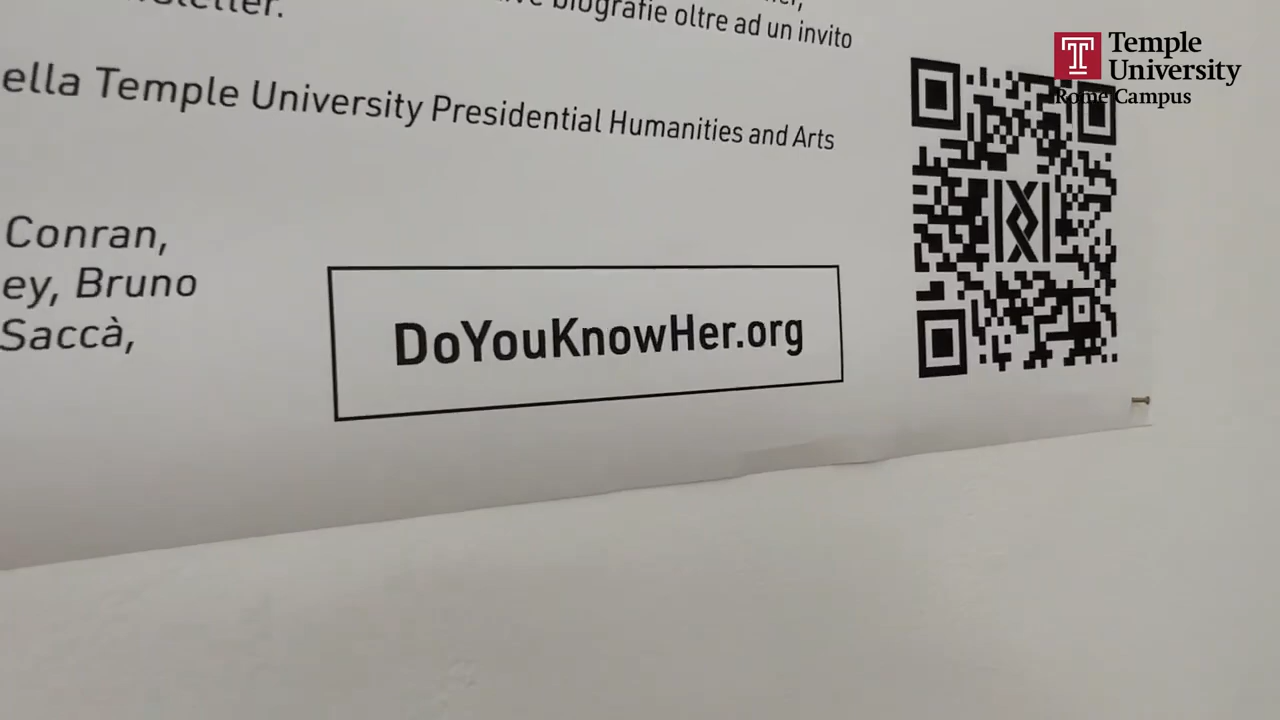 biografie oltre ad un invito
ella Temple University Presidential Humanities and Arts
Conran,
ey, Bruno
Saccà,
DoYouKnowHer.org
Temple
University
Rome Campus